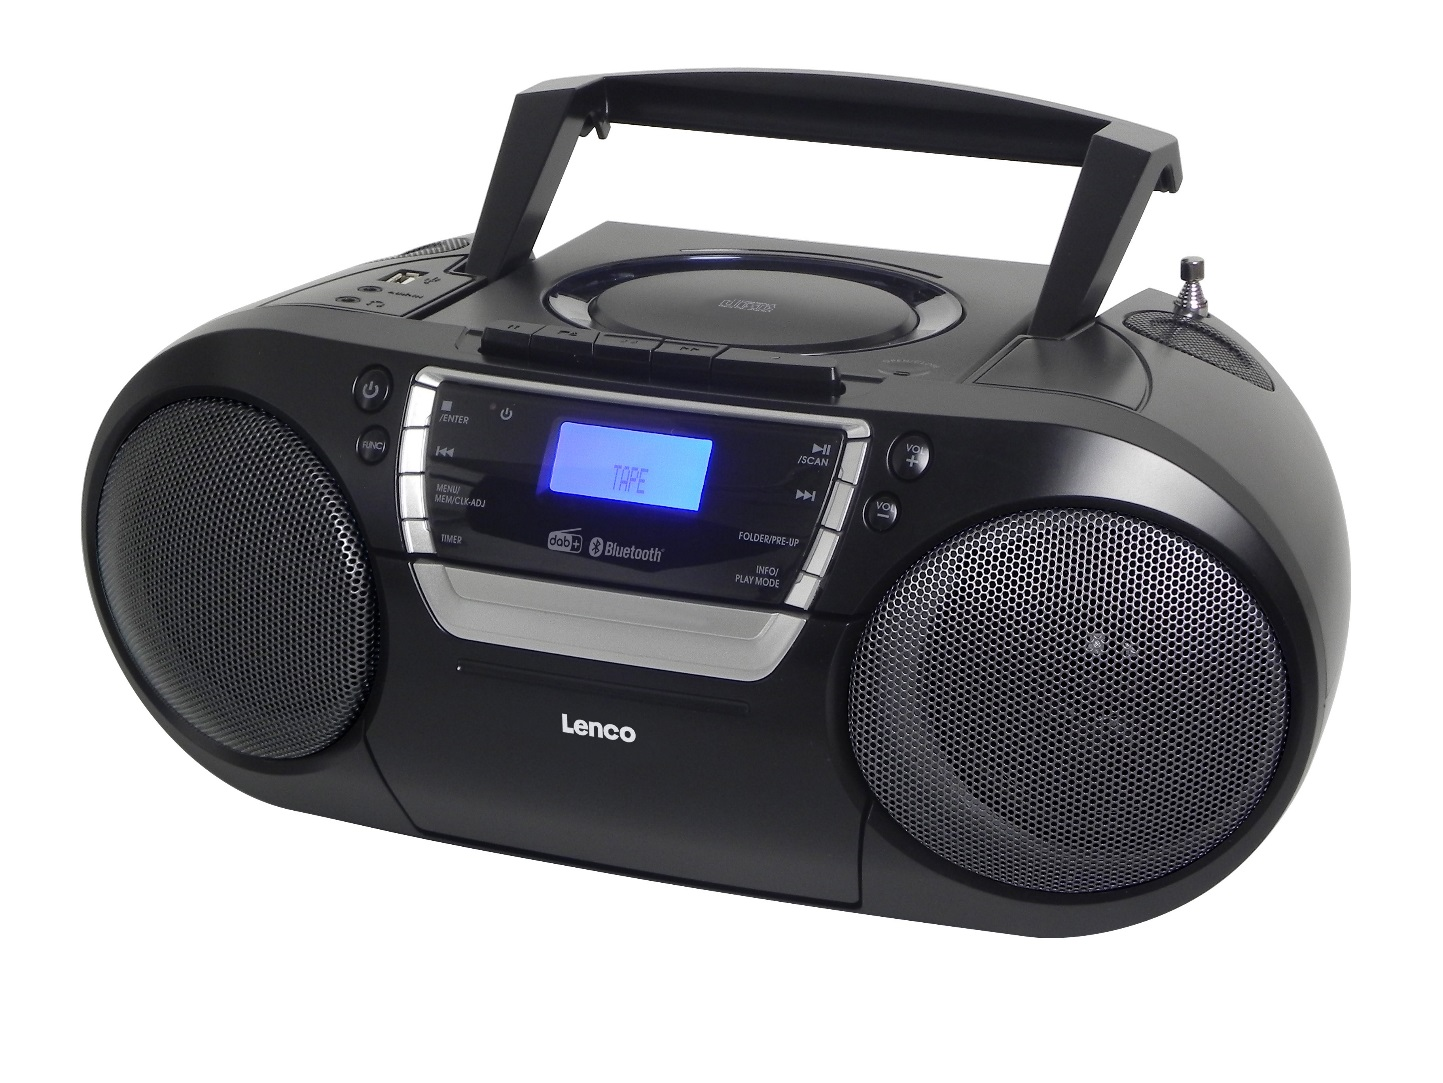 /ENTER
TAPE
/SCAN
FUNC
VOL
+
VOL
−
MENU/
MEM/CLK-ADJ
TIMER
dab+
Bluetooth
FOLDER/PRE-UP
INFO/
PLAY MODE
Lenco